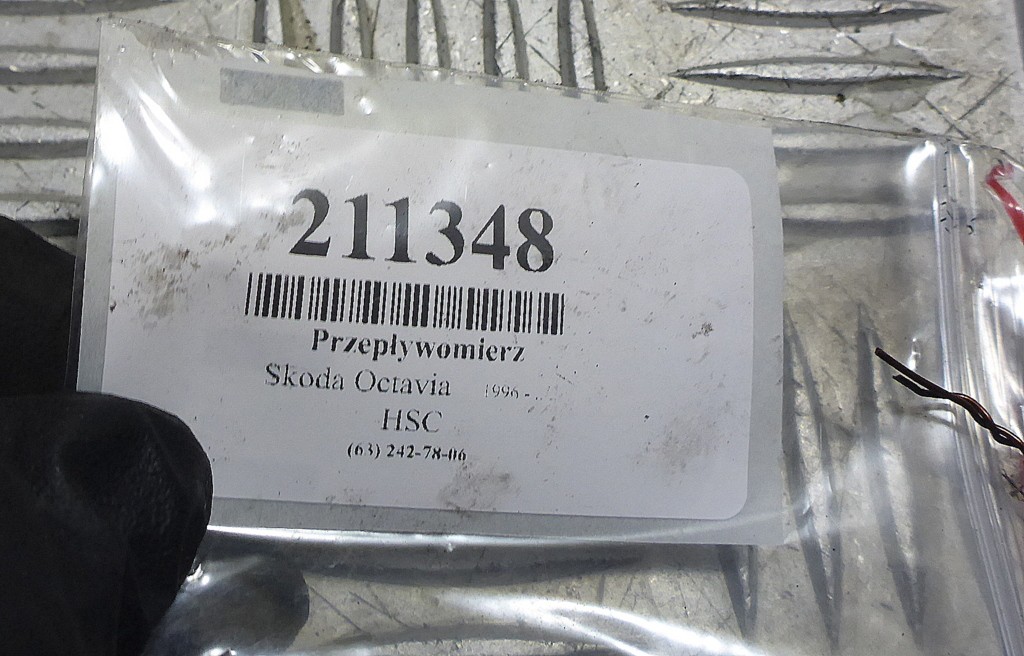 211348
Przepływomierz
Skoda Octavia 1996 - ..
HSC
(63) 242-78-06